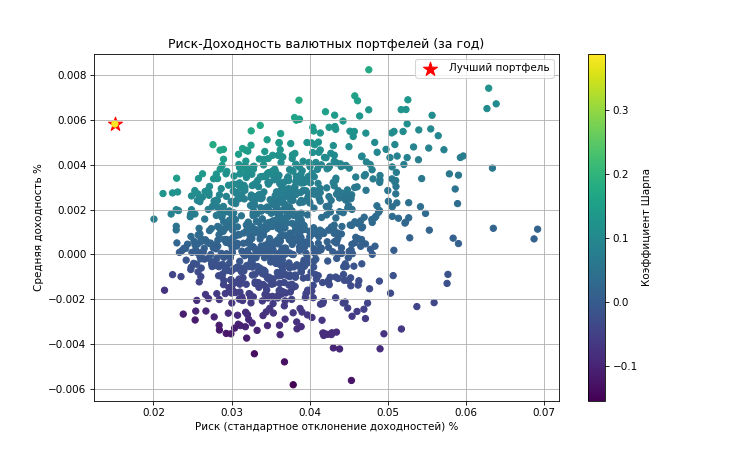 Риск-Доходность валютных портфелей (за год)
Лучший портфель
Средняя доходность %
0.008
0.006
0.004
0.002
0.000
−0.002
−0.004
−0.006
0.02 0.03 0.04 0.05 0.06 0.07
Риск (стандартное отклонение доходностей) %
0.3
0.2
0.1
0.0
−0.1
Коэффициент Шарпа